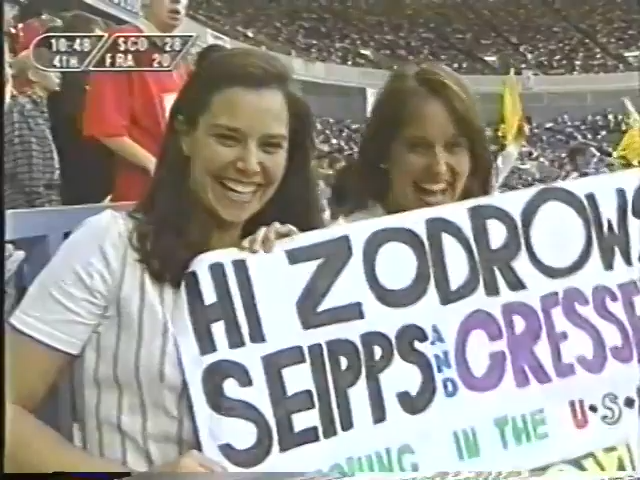 10:48 SCO 28
4TH FRA 20
HI ZODROWS
SEIPPS AND CRESSE
IN THE U.S.